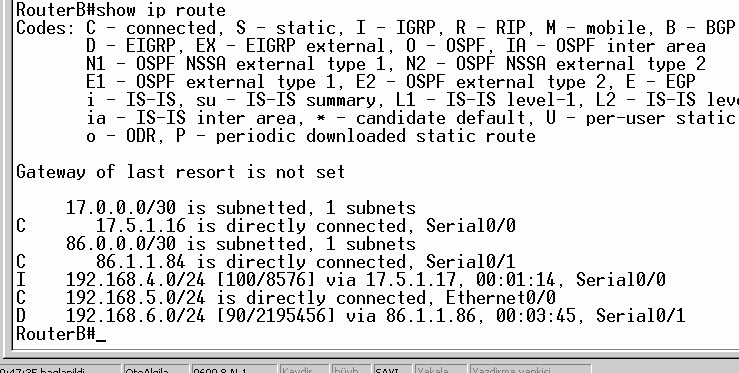 RouterB#show ip route
Codes: C - connected, S - static, I - IGRP, R - RIP, M - mobile, B - BGP
D - EIGRP, EX - EIGRP external, O - OSPF, IA - OSPF inter area
N1 - OSPF NSSA external type 1, N2 - OSPF NSSA external type 2
E1 - OSPF external type 1, E2 - OSPF external type 2, E - EGP
i - IS-IS, su - IS-IS summary, L1 - IS-IS level-1, L2 - IS-IS leve
ia - IS-IS inter area, * - candidate default, U - per-user static
o - ODR, P - periodic downloaded static route
Gateway of last resort is not set
17.0.0.0/30 is subnetted, 1 subnets
C 17.5.1.16 is directly connected, Serial0/0
86.0.0.0/30 is subnetted, 1 subnets
C 86.1.1.84 is directly connected, Serial0/1
I 192.168.4.0/24 [100/8576] via 17.5.1.17, 00:01:14, Serial0/0
C 192.168.5.0/24 is directly connected, Ethernet0/0
D 192.168.6.0/24 [90/2195456] via 86.1.1.86, 00:03:45, Serial0/1
RouterB#_
0:47:35 bağlanıldı OtoAlgıla 9600 8-N-1 Kaydır büyh SAYI Yakala Yazdırma yankısı